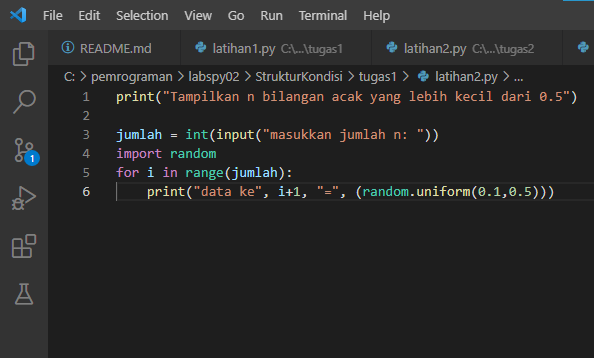 File Edit Selection View Go Run Terminal Help
README.md latihan1.py C:\...\tugas1 latihan2.py C:\...\tugas2
C: > pemrograman > labspy02 > StrukturKondisi > tugas1 > latihan2.py > ...
1 print("Tampilkan n bilangan acak yang lebih kecil dari 0.5")
2
3 jumlah = int(input("masukkan jumlah n: "))
4 import random
5 for i in range(jumlah):
6 print("data ke", i+1, "=", (random.uniform(0.1,0.5)))
1